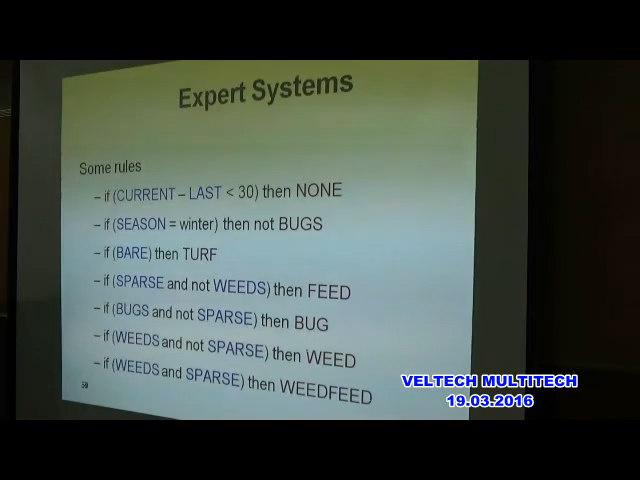 Expert Systems
Some rules
– if (CURRENT – LAST < 30) then NONE
– if (SEASON = winter) then not BUGS
– if (BARE) then TURF
– if (SPARSE and not WEEDS) then FEED
– if (BUGS and not SPARSE) then BUG
– if (WEEDS and not SPARSE) then WEED
– if (WEEDS and SPARSE) then WEEDFEED
VELTECH MULTITECH
19.03.2016